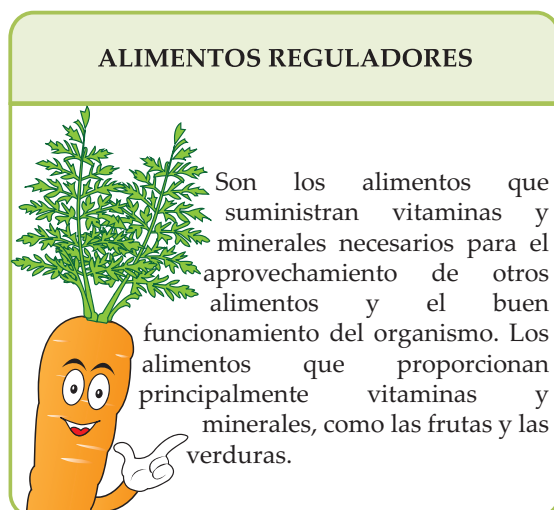 ALIMENTOS REGULADORES
Son los alimentos que
suministran vitaminas y
minerales necesarios para el
aprovechamiento de otros
alimentos y el buen
funcionamiento del organismo. Los
alimentos que proporcionan
principalmente vitaminas y
minerales, como las frutas y las
verduras.